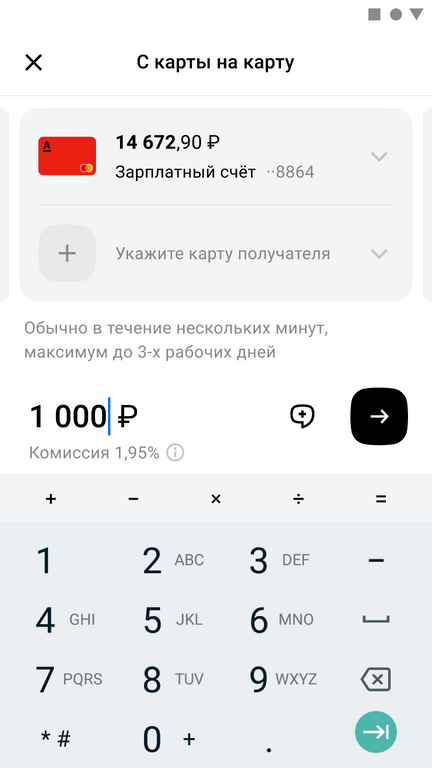 С карты на карту
A
14 672,90 ₽
Зарплатный счёт ··8864
+
Укажите карту получателя
Обычно в течение нескольких минут,
максимум до 3-х рабочих дней
1 000 ₽
Комиссия 1,95%
+ − × ÷ =
1 2 ABC 3 DEF −
4 GHI 5 JKL 6 MNO
7 PQRS 8 TUV 9 WXYZ
* # 0 + .